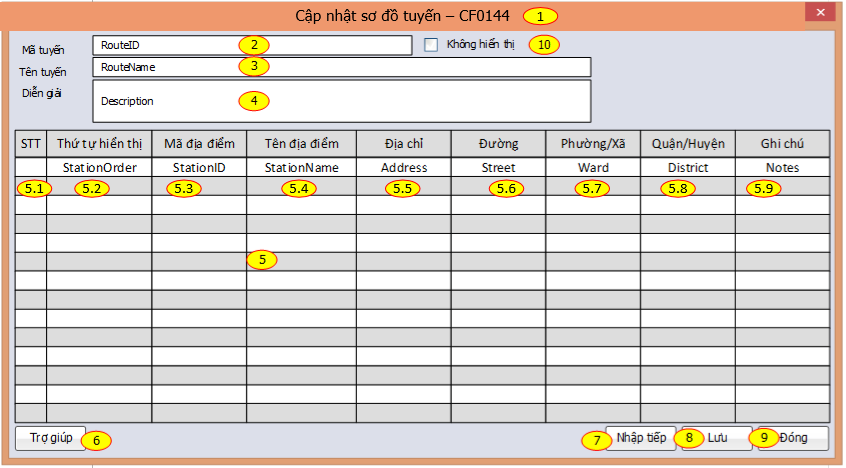 Cập nhật sơ đồ tuyến – CF0144 1 ×
Mã tuyến RouteID 2 Không hiển thị 10
Tên tuyến RouteName 3
Diễn giải Description 4
STT Thứ tự hiển thị Mã địa điểm Tên địa điểm Địa chỉ Đường Phường/Xã Quận/Huyện Ghi chú
StationOrder StationID StationName Address Street Ward District Notes
5.1 5.2 5.3 5.4 5.5 5.6 5.7 5.8 5.9
5
Trợ giúp 6 7 Nhập tiếp 8 Lưu 9 Đóng